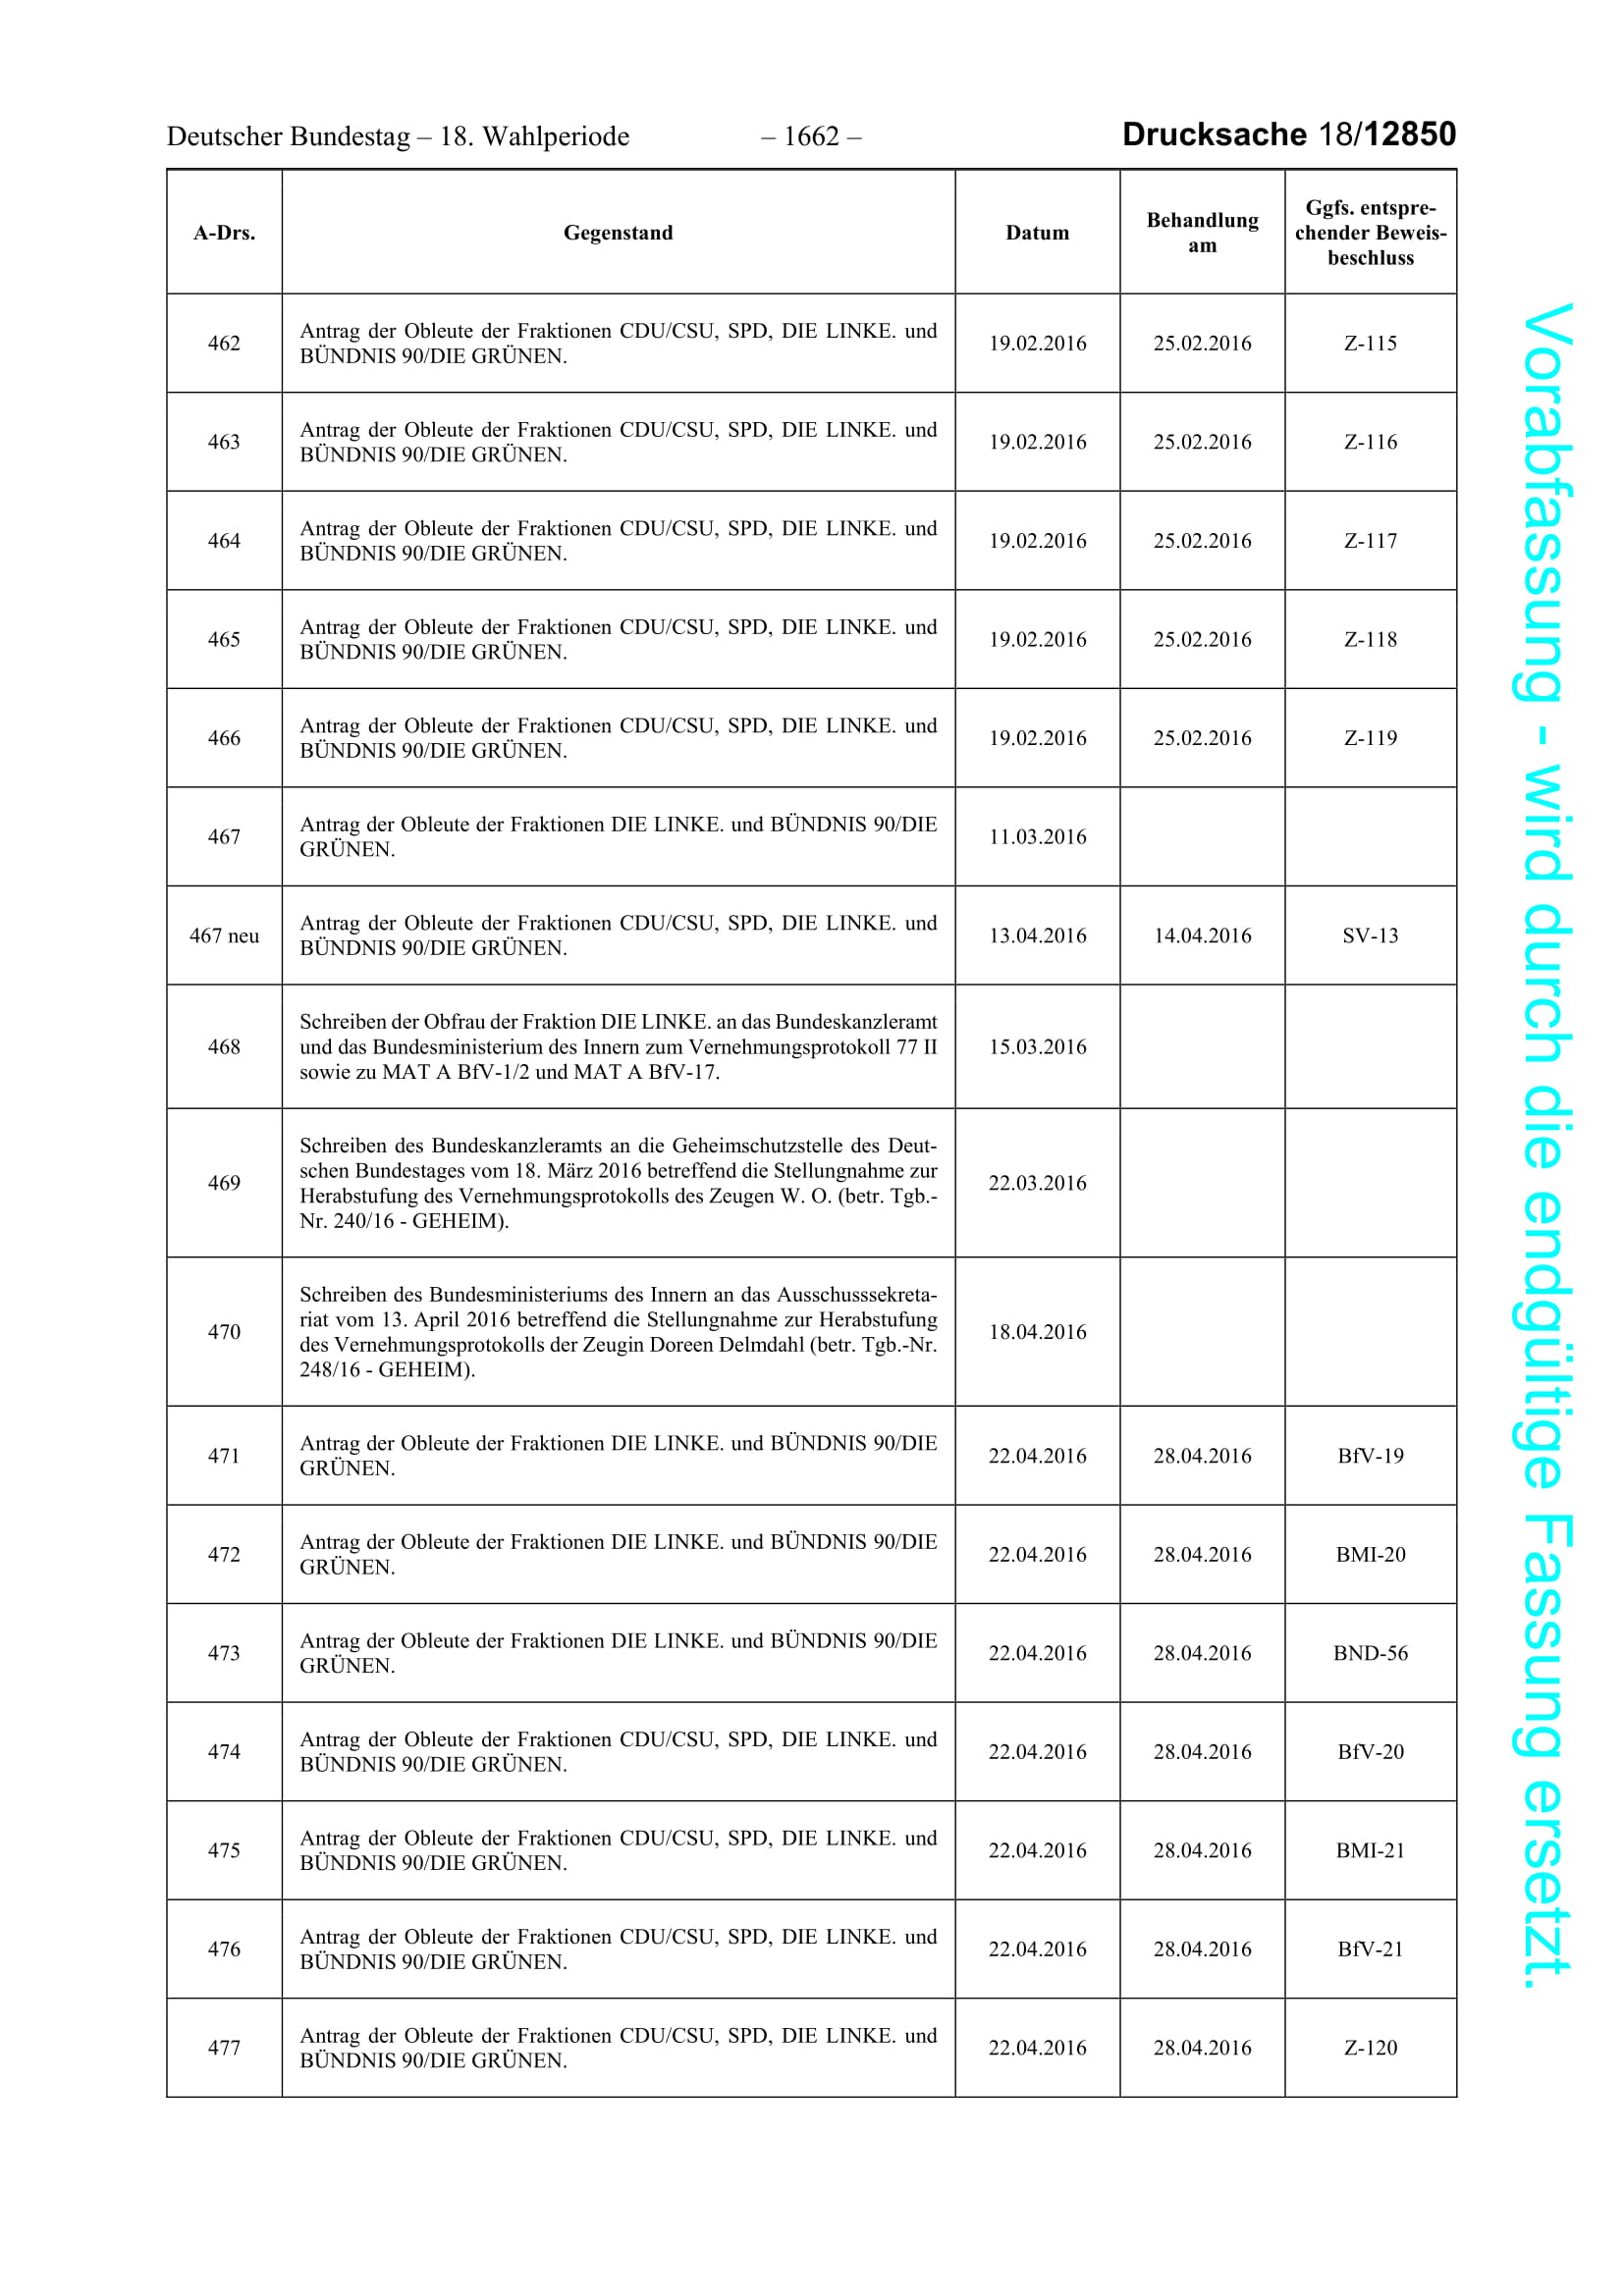 Deutscher Bundestag – 18. Wahlperiode – 1662 – Drucksache 18/12850
A-Drs. Gegenstand Datum Behandlung am Ggfs. entspre-
chender Beweis-
beschluss
462 Antrag der Obleute der Fraktionen CDU/CSU, SPD, DIE LINKE. und
BÜNDNIS 90/DIE GRÜNEN. 19.02.2016 25.02.2016 Z-115
463 Antrag der Obleute der Fraktionen CDU/CSU, SPD, DIE LINKE. und
BÜNDNIS 90/DIE GRÜNEN. 19.02.2016 25.02.2016 Z-116
464 Antrag der Obleute der Fraktionen CDU/CSU, SPD, DIE LINKE. und
BÜNDNIS 90/DIE GRÜNEN. 19.02.2016 25.02.2016 Z-117
465 Antrag der Obleute der Fraktionen CDU/CSU, SPD, DIE LINKE. und
BÜNDNIS 90/DIE GRÜNEN. 19.02.2016 25.02.2016 Z-118
466 Antrag der Obleute der Fraktionen CDU/CSU, SPD, DIE LINKE. und
BÜNDNIS 90/DIE GRÜNEN. 19.02.2016 25.02.2016 Z-119
467 Antrag der Obleute der Fraktionen DIE LINKE. und BÜNDNIS 90/DIE
GRÜNEN. 11.03.2016
467 neu Antrag der Obleute der Fraktionen CDU/CSU, SPD, DIE LINKE. und
BÜNDNIS 90/DIE GRÜNEN. 13.04.2016 14.04.2016 SV-13
468 Schreiben der Obfrau der Fraktion DIE LINKE. an das Bundeskanzleramt
und das Bundesministerium des Innern zum Vernehmungsprotokoll 77 II
sowie zu MAT A BfV-1/2 und MAT A BfV-17. 15.03.2016
469 Schreiben des Bundeskanzleramts an die Geheimschutzstelle des Deut-
schen Bundestages vom 18. März 2016 betreffend die Stellungnahme zur
Herabstufung des Vernehmungsprotokolls des Zeugen W. O. (betr. Tgb.-
Nr. 240/16 - GEHEIM). 22.03.2016
470 Schreiben des Bundesministeriums des Innern an das Ausschusssekreta-
riat vom 13. April 2016 betreffend die Stellungnahme zur Herabstufung
des Vernehmungsprotokolls der Zeugin Doreen Delmdahl (betr. Tgb.-Nr.
248/16 - GEHEIM). 18.04.2016
471 Antrag der Obleute der Fraktionen DIE LINKE. und BÜNDNIS 90/DIE
GRÜNEN. 22.04.2016 28.04.2016 BfV-19
472 Antrag der Obleute der Fraktionen DIE LINKE. und BÜNDNIS 90/DIE
GRÜNEN. 22.04.2016 28.04.2016 BMI-20
473 Antrag der Obleute der Fraktionen DIE LINKE. und BÜNDNIS 90/DIE
GRÜNEN. 22.04.2016 28.04.2016 BND-56
474 Antrag der Obleute der Fraktionen CDU/CSU, SPD, DIE LINKE. und
BÜNDNIS 90/DIE GRÜNEN. 22.04.2016 28.04.2016 BfV-20
475 Antrag der Obleute der Fraktionen CDU/CSU, SPD, DIE LINKE. und
BÜNDNIS 90/DIE GRÜNEN. 22.04.2016 28.04.2016 BMI-21
476 Antrag der Obleute der Fraktionen CDU/CSU, SPD, DIE LINKE. und
BÜNDNIS 90/DIE GRÜNEN. 22.04.2016 28.04.2016 BfV-21
477 Antrag der Obleute der Fraktionen CDU/CSU, SPD, DIE LINKE. und
BÜNDNIS 90/DIE GRÜNEN. 22.04.2016 28.04.2016 Z-120
Vorabfassung - wird durch die endgültige Fassung ersetzt.